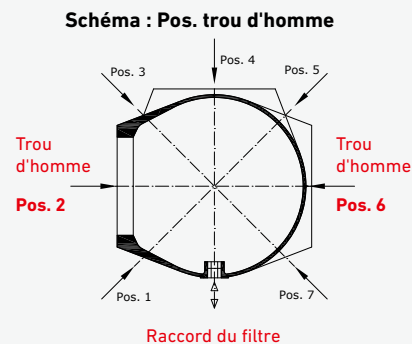 Schéma : Pos. trou d'homme
Pos. 4
Pos. 3
Pos. 5
Trou
d'homme
Pos. 2
Trou
d'homme
Pos. 6
Pos. 1
Pos. 7
Raccord du filtre